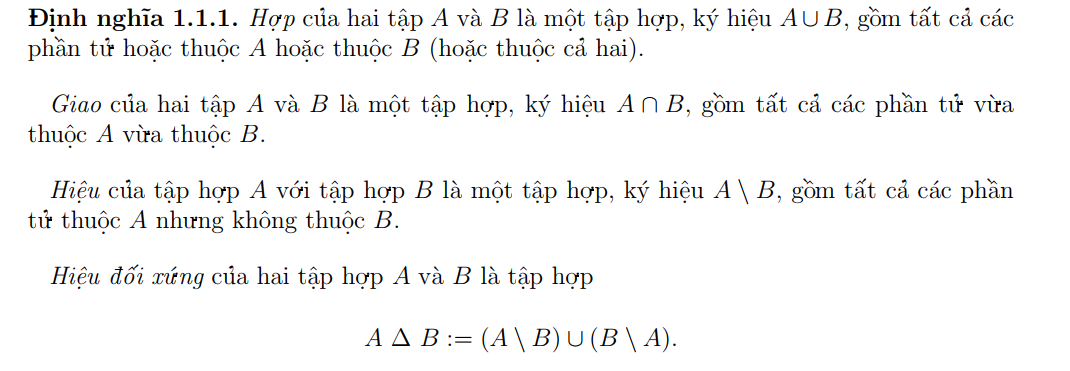 Định nghĩa 1.1.1. Hợp của hai tập A và B là một tập hợp, ký hiệu A ∪ B, gồm tất cả các
phần tử hoặc thuộc A hoặc thuộc B (hoặc thuộc cả hai).
Giao của hai tập A và B là một tập hợp, ký hiệu A ∩ B, gồm tất cả các phần tử vừa
thuộc A vừa thuộc B.
Hiệu của tập hợp A với tập hợp B là một tập hợp, ký hiệu A \ B, gồm tất cả các phần
tử thuộc A nhưng không thuộc B.
Hiệu đối xứng của hai tập hợp A và B là tập hợp
A Δ B := (A \ B) ∪ (B \ A).